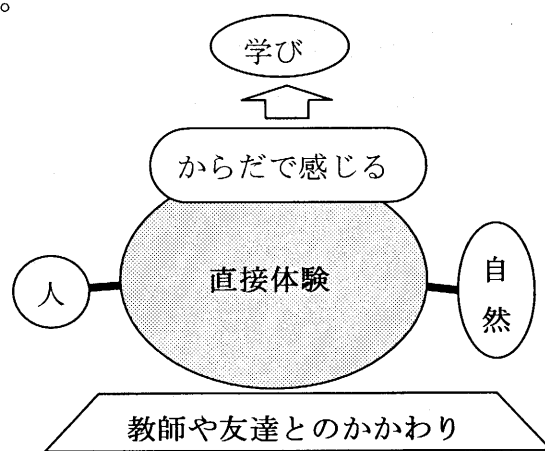 。
学び
からだで感じる
直接体験
人
自然
教師や友達とのかかわり